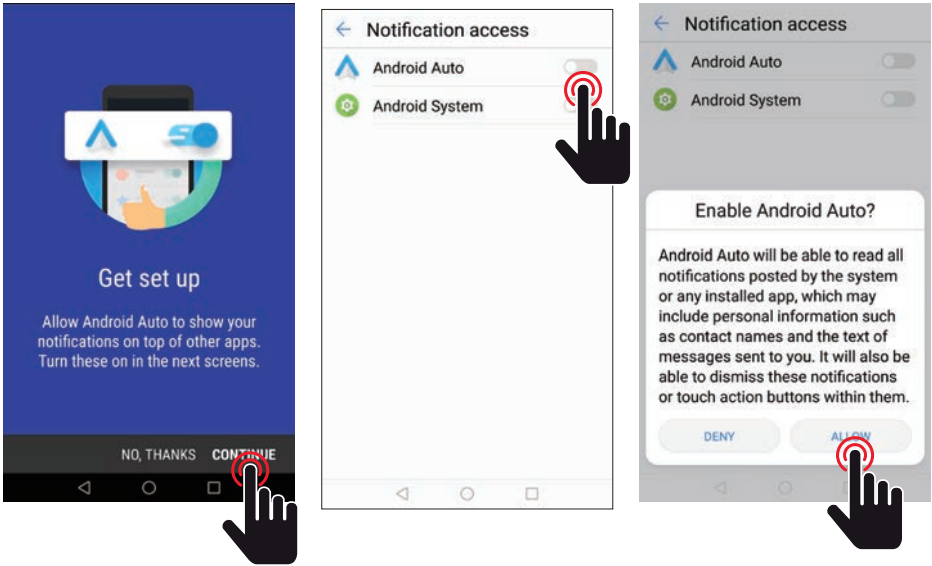 Get set up
Allow Android Auto to show your
notifications on top of other apps.
Turn these on in the next screens.
NO, THANKS CONTINUE
Notification access
Android Auto
Android System
Notification access
Android Auto
Android System
Enable Android Auto?
Android Auto will be able to read all
notifications posted by the system
or any installed app, which may
include personal information such
as contact names and the text of
messages sent to you. It will also be
able to dismiss these notifications
or touch action buttons within them.
DENY ALLOW